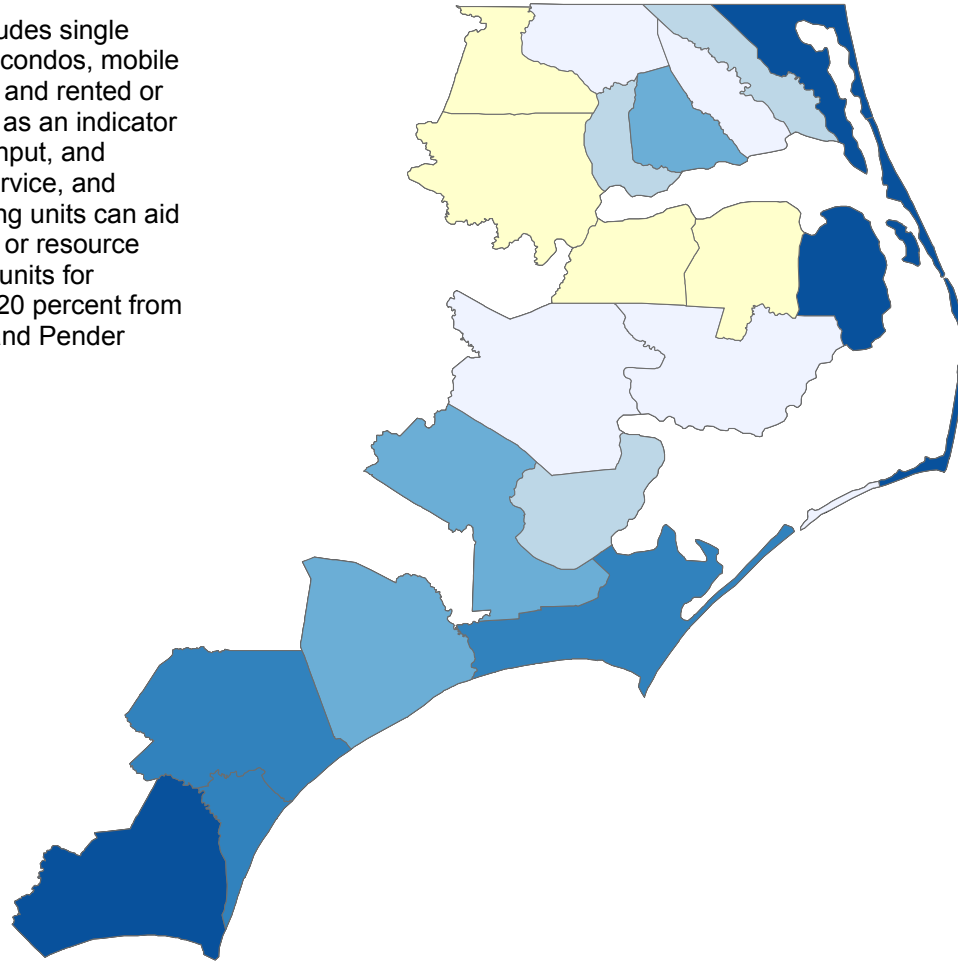 udes single
condos, mobile
and rented or
as an indicator
nput, and
rvice, and
ng units can aid
or resource
units for
20 percent from
nd Pender